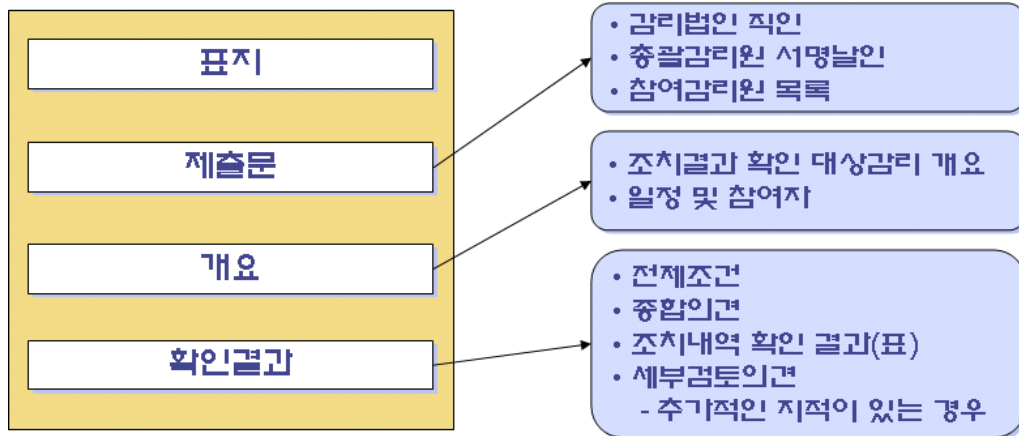 표지
제출문
개요
확인결과
• 감리법인 직인
• 총괄감리원 서명날인
• 참여감리원 목록
• 조치결과 확인 대상감리 개요
• 일정 및 참여자
• 전제조건
• 종합의견
• 조치내역 확인 결과(표)
• 세부검토의견
- 추가적인 지적이 있는 경우